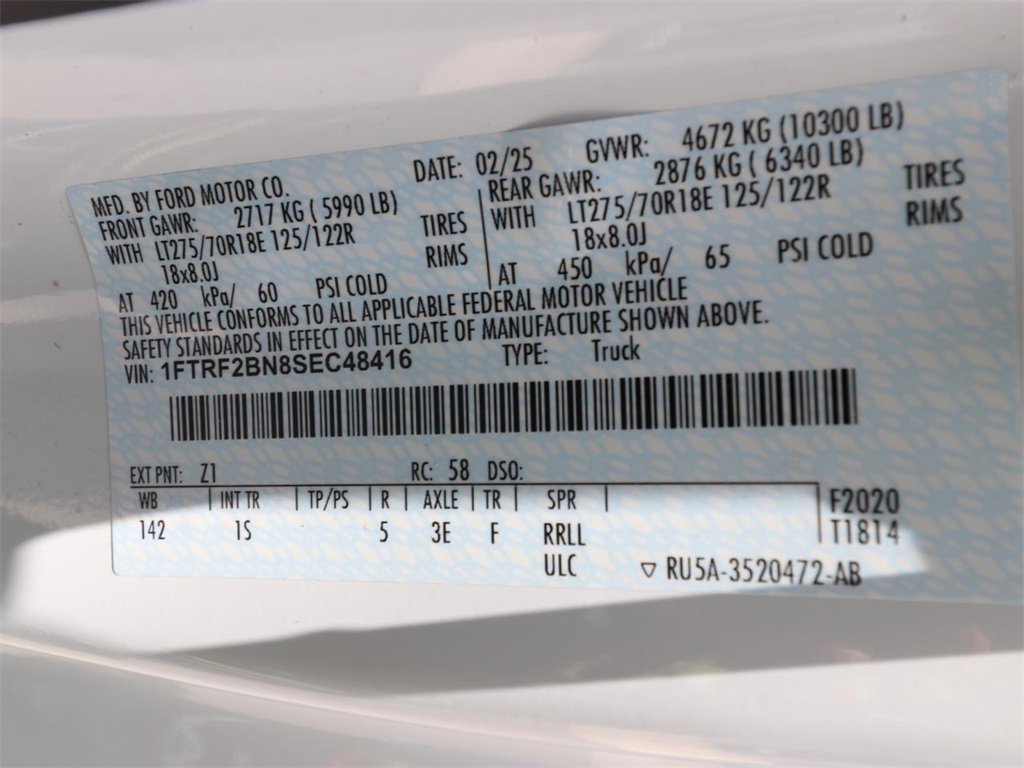 MFD. BY FORD MOTOR CO. DATE: 02/25 GVWR: 4672 KG (10300 LB)
FRONT GAWR: 2717 KG ( 5990 LB) REAR GAWR: 2876 KG ( 6340 LB)
WITH LT275/70R18E 125/122R TIRES WITH LT275/70R18E 125/122R TIRES
18x8.0J RIMS 18x8.0J RIMS
AT 420 kPa/ 60 PSI COLD AT 450 kPa/ 65 PSI COLD
THIS VEHICLE CONFORMS TO ALL APPLICABLE FEDERAL MOTOR VEHICLE
SAFETY STANDARDS IN EFFECT ON THE DATE OF MANUFACTURE SHOWN ABOVE.
VIN: 1FTRF2BN8SEC48416 TYPE: Truck
EXT PNT: Z1 RC: 58 DSO:
WB INT TR TP/PS R AXLE TR SPR F2020
142 1S 5 3E F RRLL T1814
ULC RU5A-3520472-AB